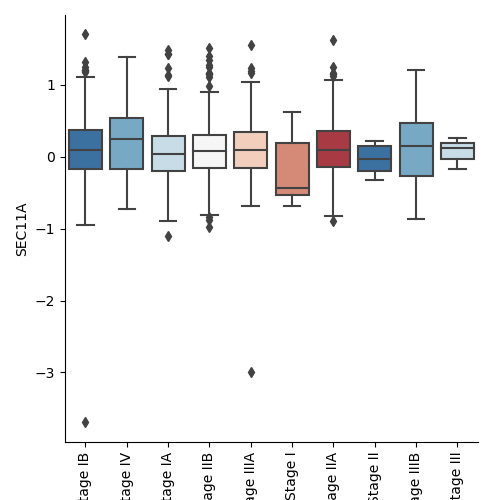 SEC11A
1
0
−1
−2
−3
tage IB
tage IV
tage IA
age IIB
age IIIA
Stage I
age IIA
Stage II
age IIIB
tage III